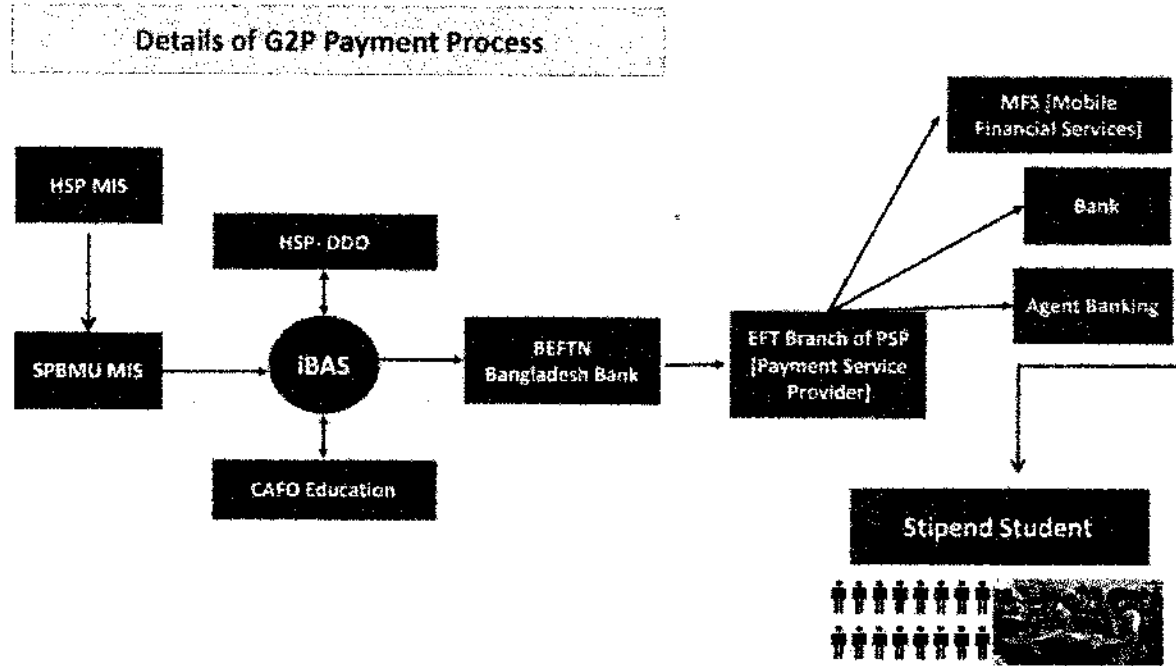 Details of G2P Payment Process
MFS [Mobile
Financial Services]
HSP MIS
Bank
HSP- DDO
Agent Banking
SPBMU MIS
iBAS
BEFTN
Bangladesh Bank
EFT Branch of PSP
[Payment Service
Provider]
CAFO Education
Stipend Student